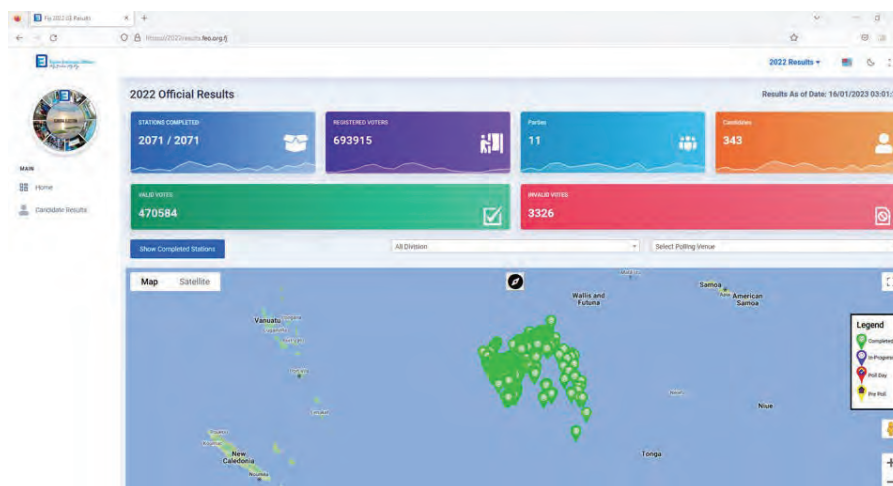 Fiji 2022 GE Results
2022 Results
2022 Official Results
Results As of Date: 16/01/2023 03:01:
STATIONS COMPLETED
2071 / 2071
REGISTERED VOTERS
693915
Parties
11
Candidates
343
MAIN
Home
Candidate Results
VALID VOTES
470584
INVALID VOTES
3326
Show Completed Stations
All Division
Select Polling Venue
Map
Satellite
Wallis and
Futuna
Samoa
American
Samoa
Vanuatu
Legend
Completed
In-Progress
Poll Day
Pre Poll
Niue
Tonga
New
Caledonia
Nouméa